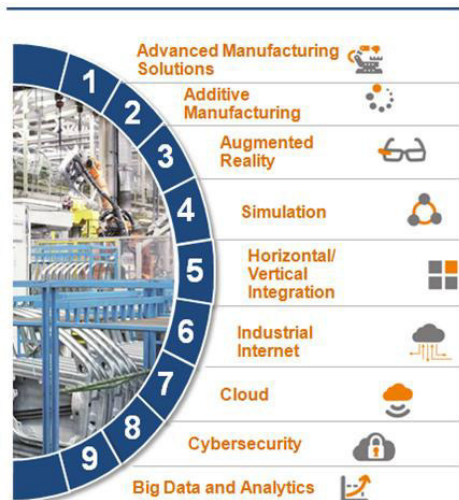 1
Advanced Manufacturing
Solutions
2
Additive
Manufacturing
3
Augmented
Reality
4
Simulation
5
Horizontal/
Vertical
Integration
6
Industrial
Internet
7
Cloud
8
Cybersecurity
9
Big Data and Analytics